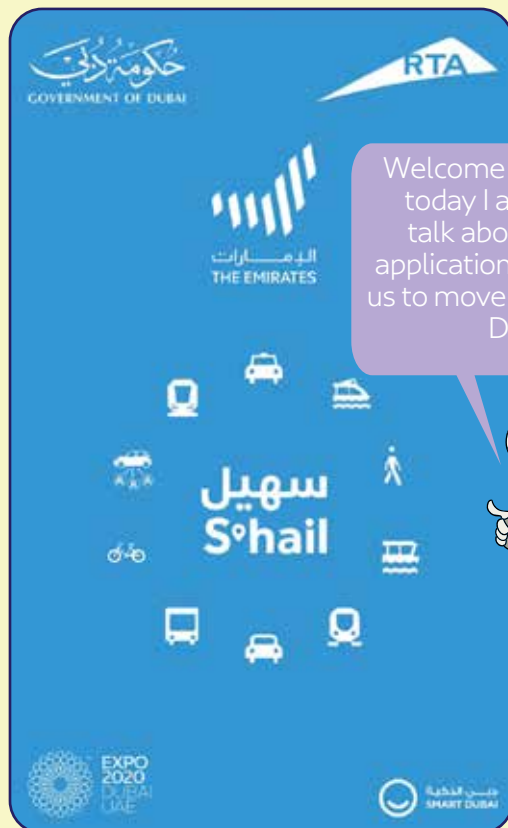 حكومة دبي
GOVERNMENT OF DUBAI
RTA
الإمارات
THE EMIRATES
Welcome
today I a
talk abo
application
us to move
D
سهيل
Sohail
EXPO
2020
DUBAI
UAE
دبي الذكية
SMART DUBAI